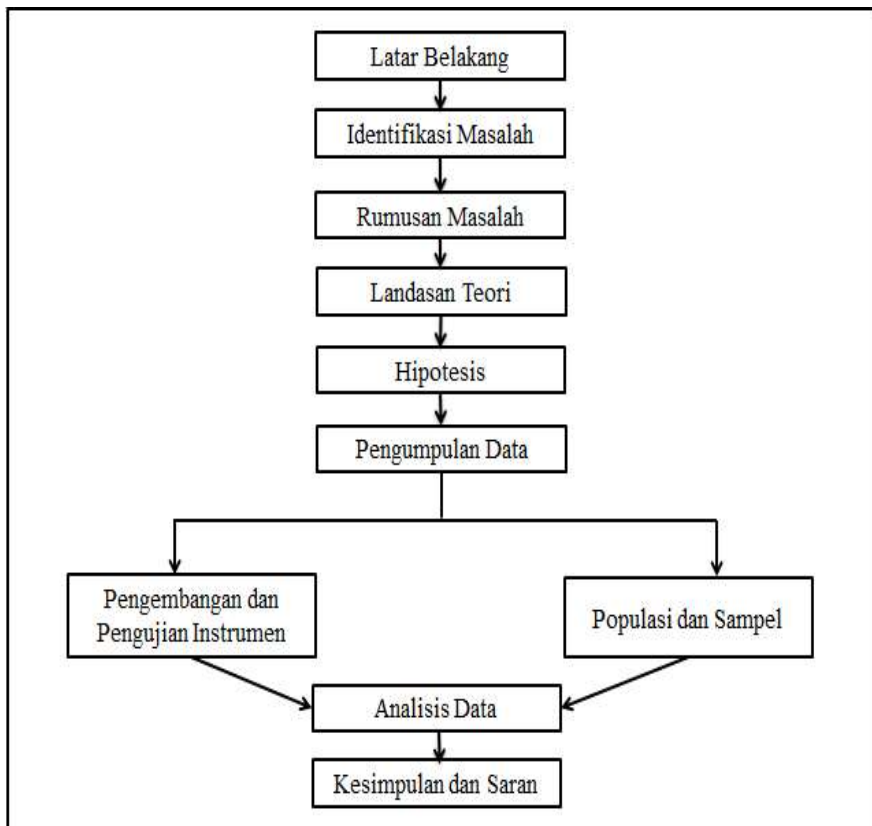 Latar Belakang
Identifikasi Masalah
Rumusan Masalah
Landasan Teori
Hipotesis
Pengumpulan Data
Pengembangan dan
Pengujian Instrumen
Populasi dan Sampel
Analisis Data
Kesimpulan dan Saran